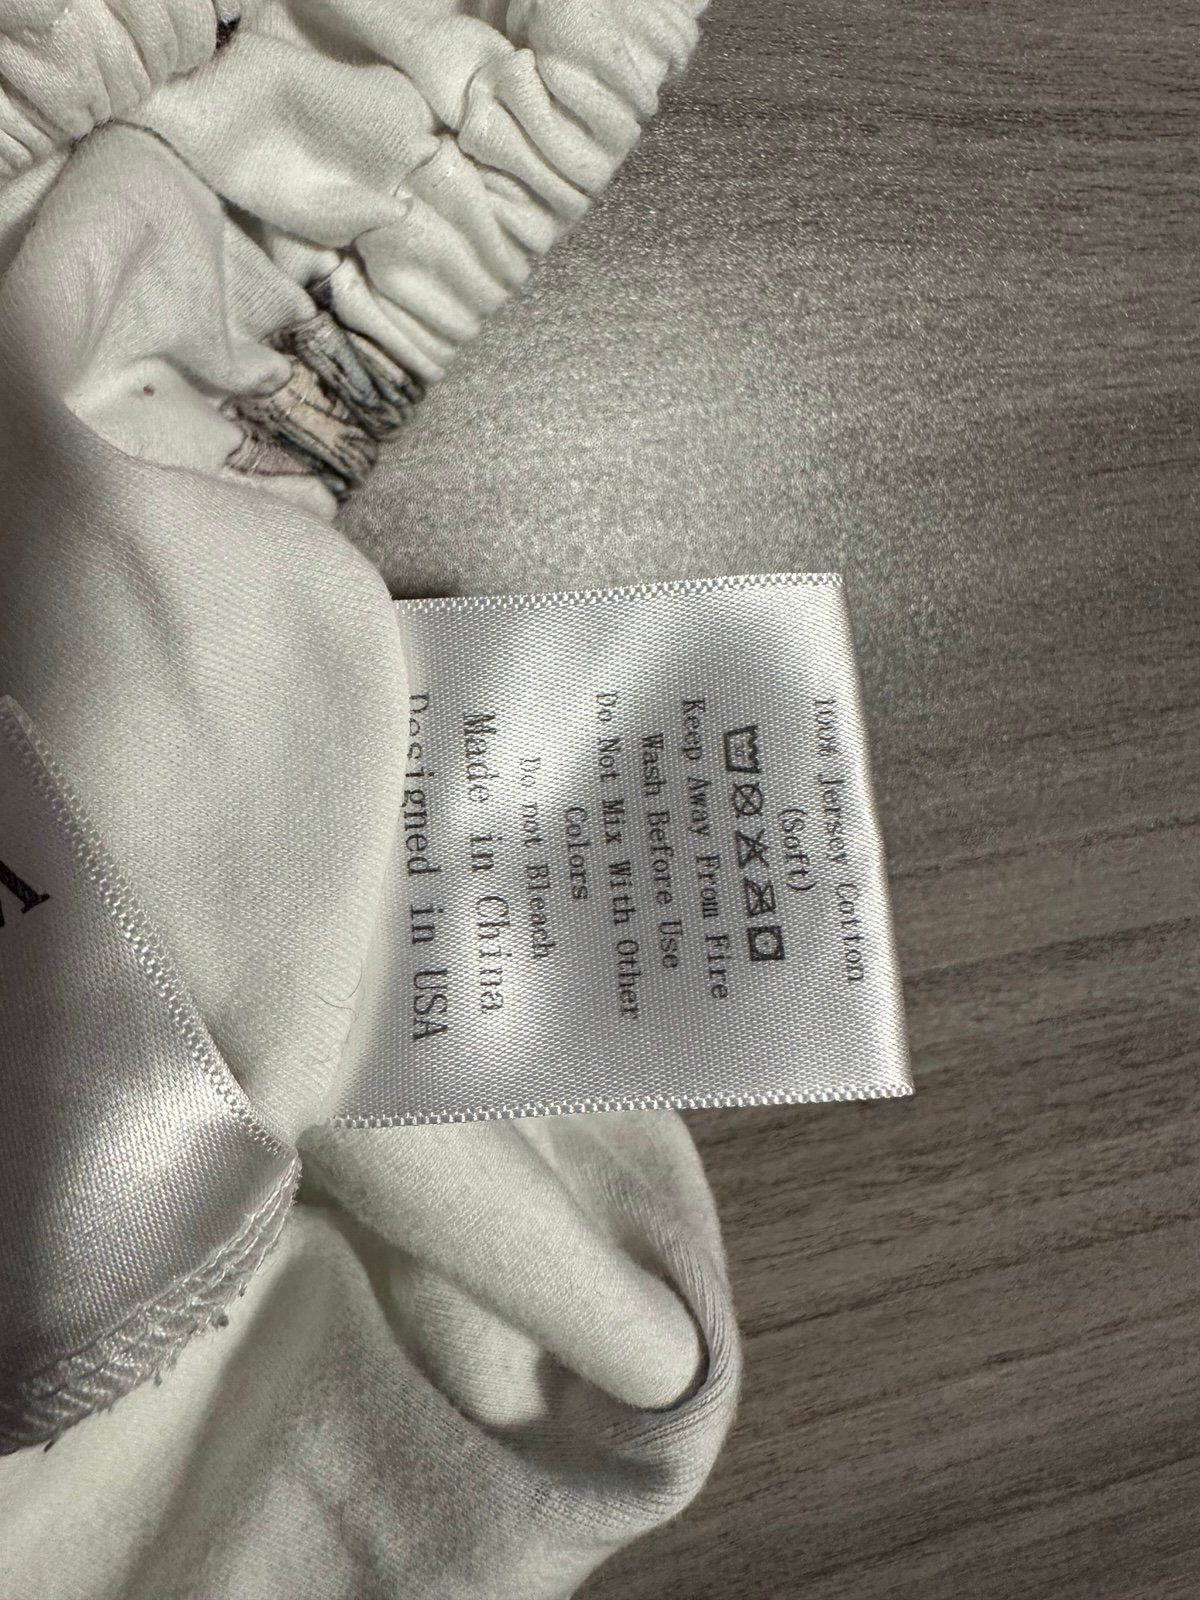 100% Jersey Cotton
(Soft)
Keep Away From Fire
Wash Before Use
Do Not Mix With Other
Colors
Do not Bleach
Made in China
Designed in USA